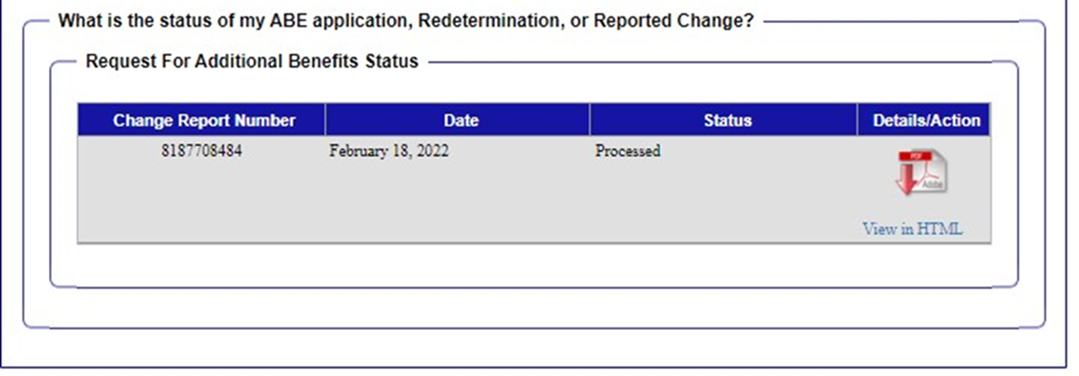 What is the status of my ABE application, Redetermination, or Reported Change?
Request For Additional Benefits Status
Change Report Number Date Status Details/Action
8187708484 February 18, 2022 Processed
PDF
Adobe
View in HTML